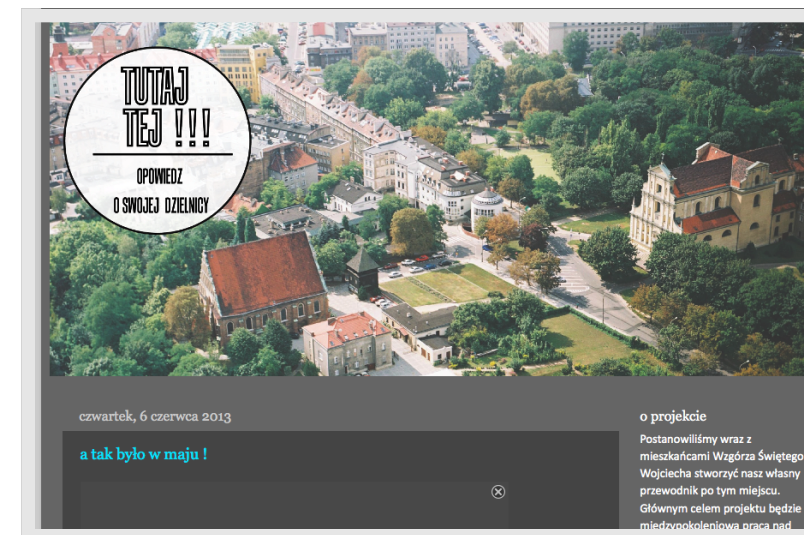 TUTAJ
TEJ !!!
OPOWIEDZ
O SWOJEJ DZIELNICY
czwartek, 6 czerwca 2013
a tak było w maju !
o projekcie
Postanowiliśmy wraz z
mieszkańcami Wzgórza Świętego
Wojciecha stworzyć nasz własny
przewodnik po tym miejscu.
Głównym celem projektu będzie
międzypokoleniowa praca nad